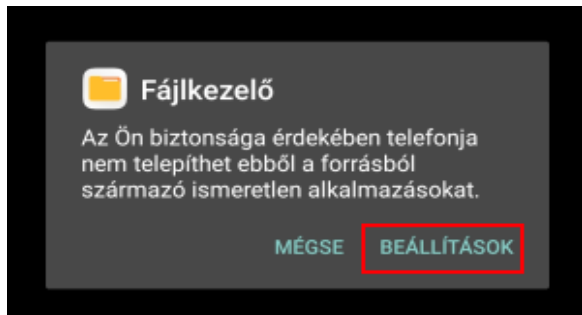 Fájlkezelő
Az Ön biztonsága érdekében telefonja
nem telepíthet ebből a forrásból
származó ismeretlen alkalmazásokat.
MÉGSE BEÁLLÍTÁSOK